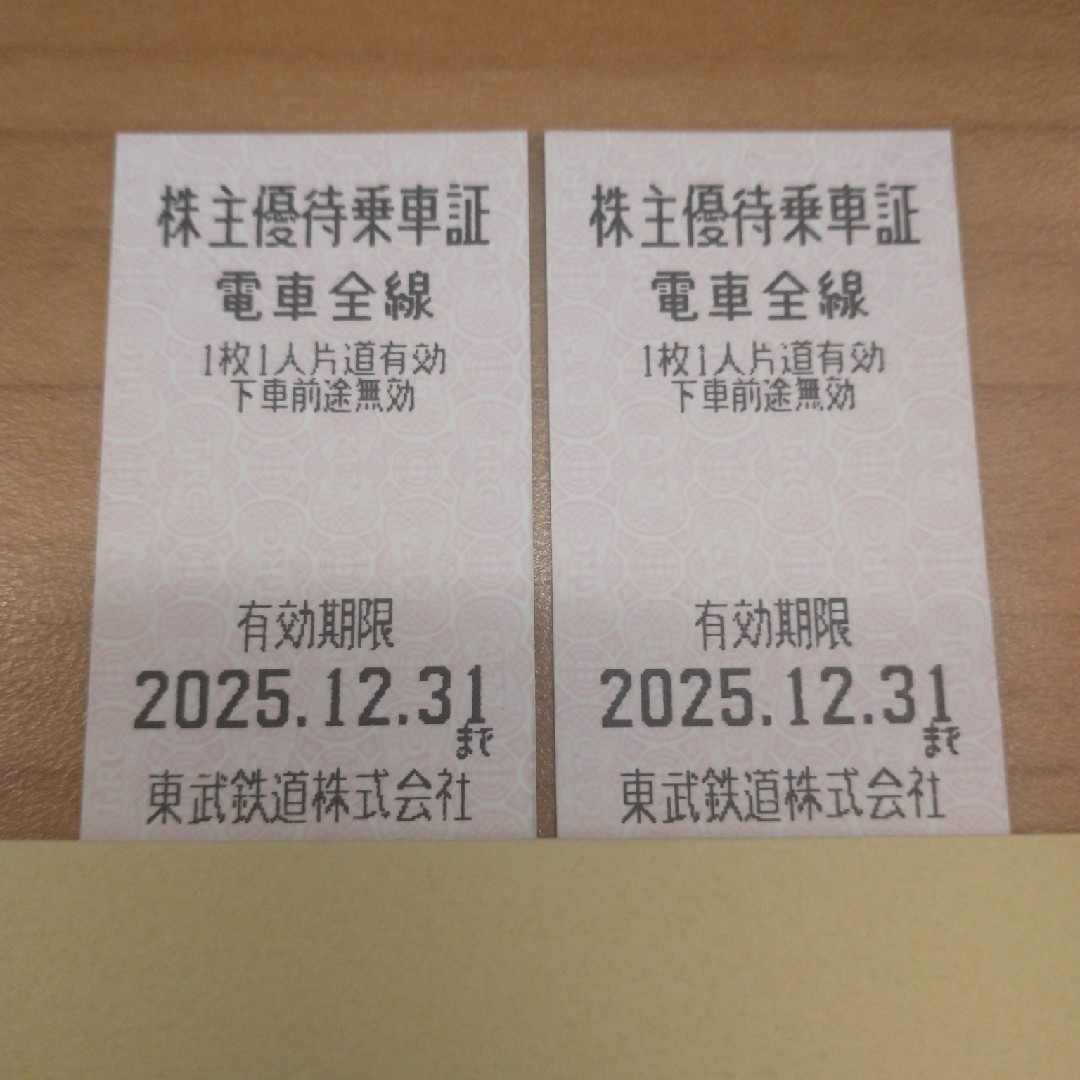 株主優待乗車証
電車全線
1枚1人片道有効
下車前途無効
有効期限
2025.12.31
まで
東武鉄道株式会社
株主優待乗車証
電車全線
1枚1人片道有効
下車前途無効
有効期限
2025.12.31
まで
東武鉄道株式会社